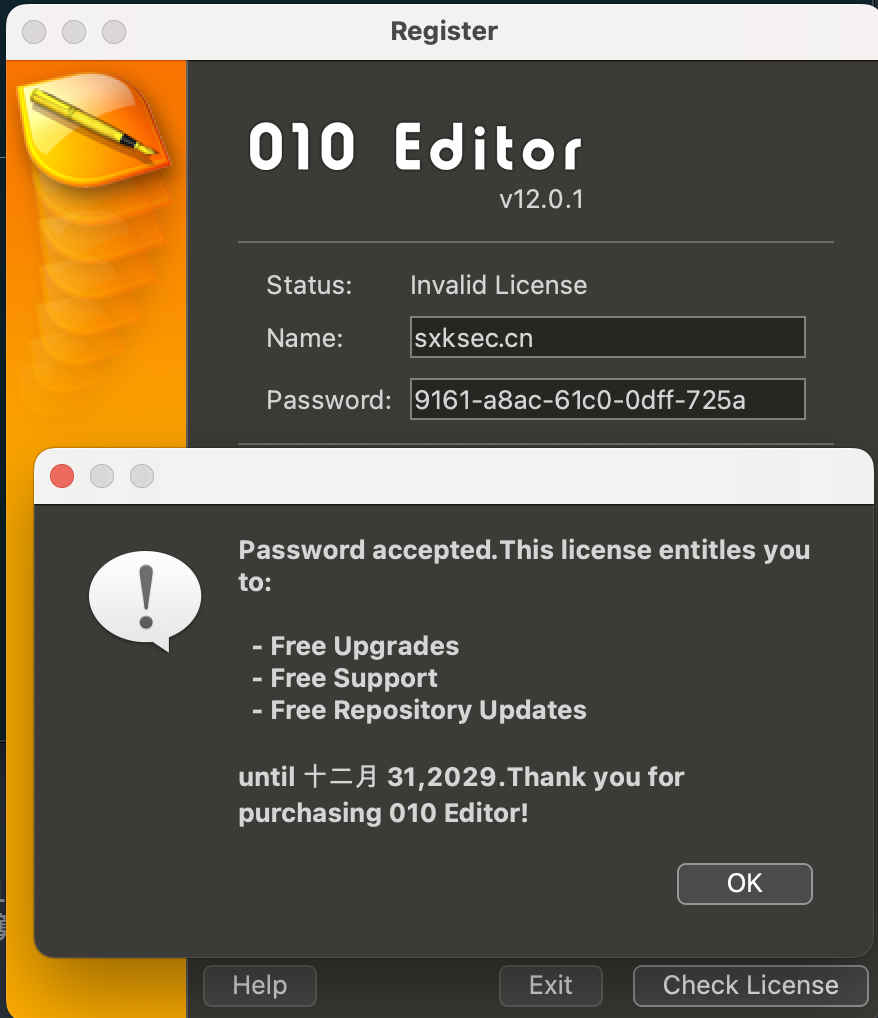 Register
010 Editor
v12.0.1
Status: Invalid License
Name: sxksec.cn
Password: 9161-a8ac-61c0-0dff-725a
Password accepted.This license entitles you
to:
- Free Upgrades
- Free Support
- Free Repository Updates
until 十二月 31,2029.Thank you for
purchasing 010 Editor!
OK
Help Exit Check License